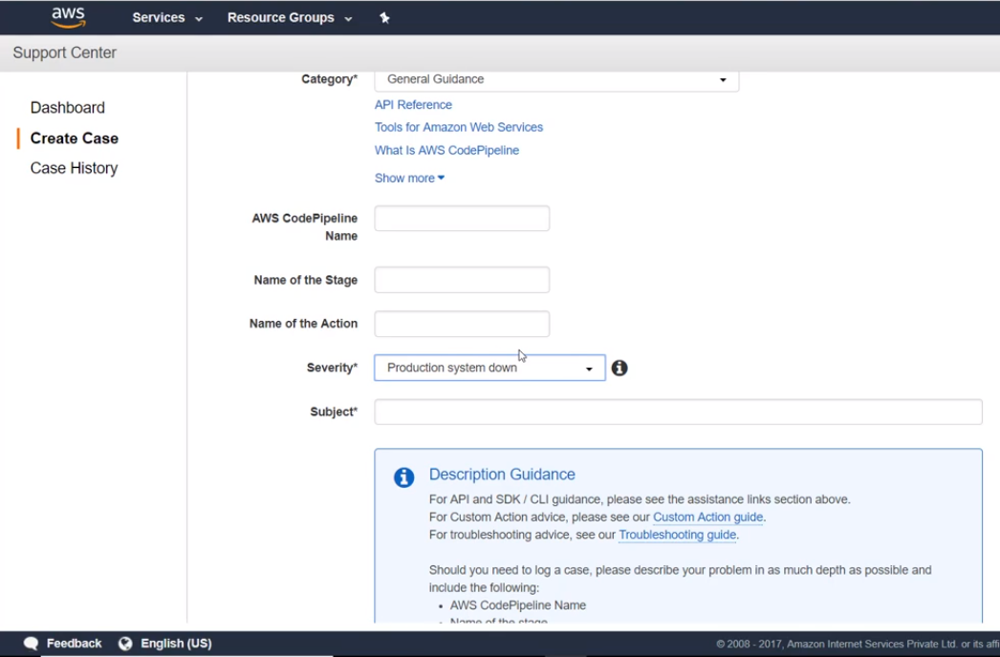 aws
Services
Resource Groups
Support Center
Dashboard
Create Case
Case History
Category*
General Guidance
API Reference
Tools for Amazon Web Services
What Is AWS CodePipeline
Show more
AWS CodePipeline
Name
Name of the Stage
Name of the Action
Severity*
Production system down
Subject*
Description Guidance
For API and SDK / CLI guidance, please see the assistance links section above.
For Custom Action advice, please see our Custom Action guide.
For troubleshooting advice, see our Troubleshooting guide.
Should you need to log a case, please describe your problem in as much depth as possible and
include the following:
• AWS CodePipeline Name
• Name of the stage
Feedback
English (US)
© 2008 - 2017, Amazon Internet Services Private Ltd. or its affi